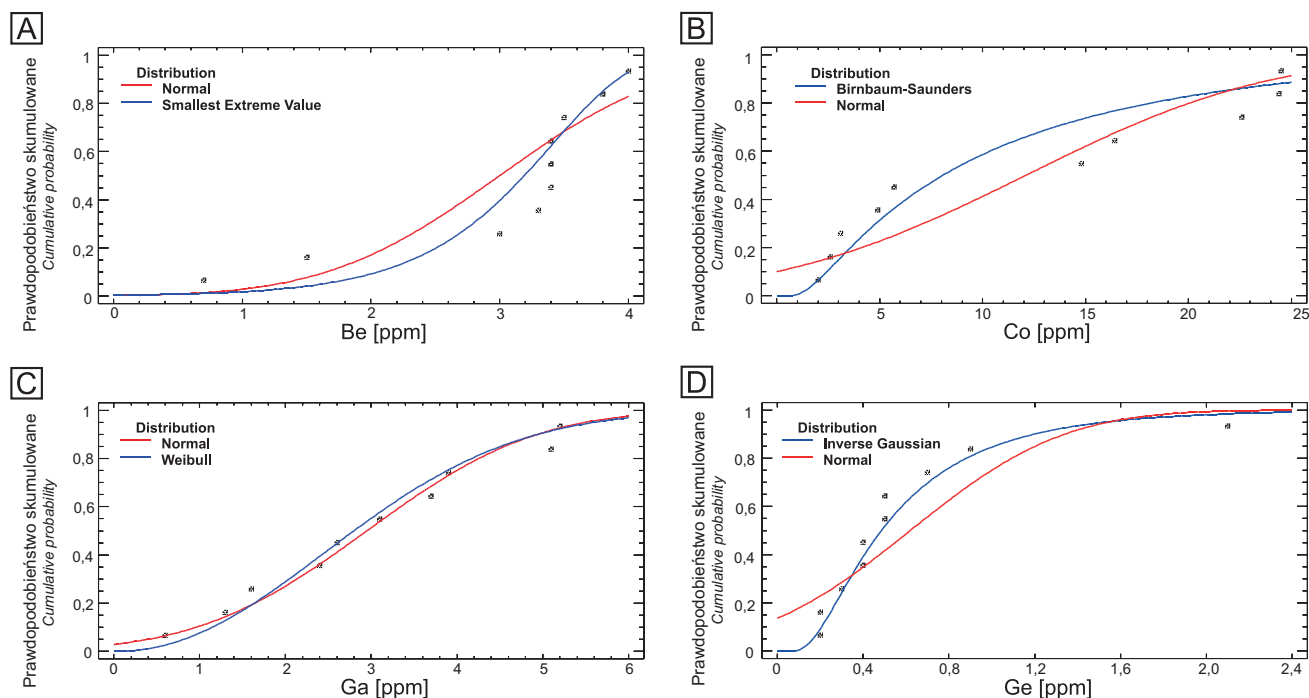 A
Prawdopodobieństwo skumulowane
Cumulative probability
1
0,8
0,6
0,4
0,2
0
Distribution
Normal
Smallest Extreme Value
0 1 2 3 4
Be [ppm]
B
Prawdopodobieństwo skumulowane
Cumulative probability
1
0,8
0,6
0,4
0,2
0
Distribution
Birnbaum-Saunders
Normal
5 10 15 20 25
Co [ppm]
C
Prawdopodobieństwo skumulowane
Cumulative probability
1
0,8
0,6
0,4
0,2
0
Distribution
Normal
Weibull
0 1 2 3 4 5 6
Ga [ppm]
D
Prawdopodobieństwo skumulowane
Cumulative probability
1
0,8
0,6
0,4
0,2
0
Distribution
Inverse Gaussian
Normal
0 0,4 0,8 1,2 1,6 2,0 2,4
Ge [ppm]